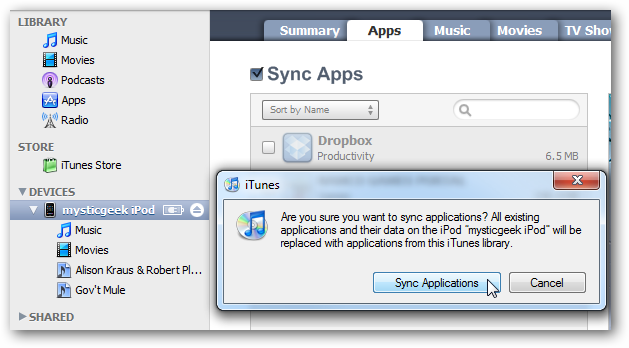 LIBRARY
Music
Movies
Podcasts
Apps
Radio
STORE
iTunes Store
DEVICES
mysticgeek iPod
Music
Movies
Alison Kraus & Robert Pl...
Gov't Mule
SHARED
Summary
Apps
Music
Movies
TV Sho
Sync Apps
Sort by Name
Dropbox
Productivity
6.5 MB
iTunes
Are you sure you want to sync applications? All existing
applications and their data on the iPod "mysticgeek iPod" will be
replaced with applications from this iTunes library.
Sync Applications
Cancel